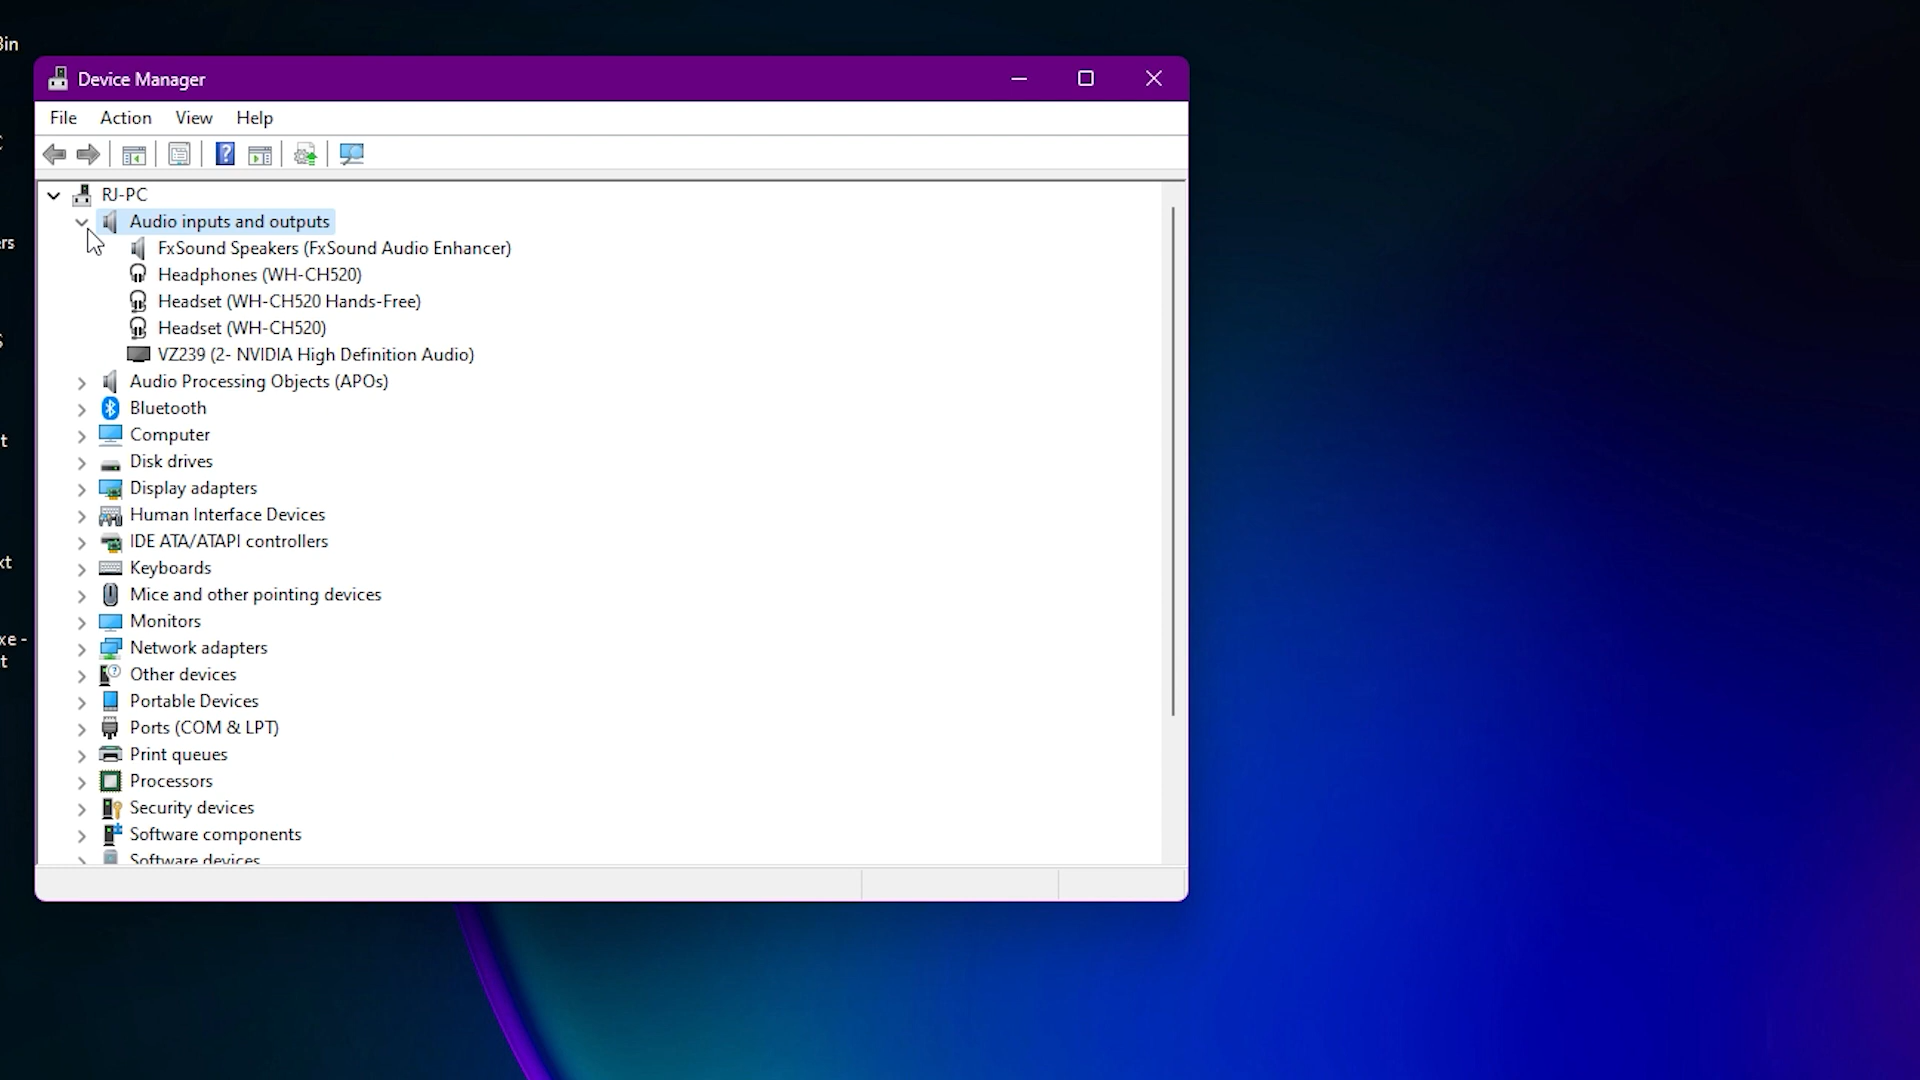 Bin
Device Manager
File Action View Help
RJ-PC
Audio inputs and outputs
FxSound Speakers (FxSound Audio Enhancer)
ers
Headphones (WH-CH520)
Headset (WH-CH520 Hands-Free)
Headset (WH-CH520)
VZ239 (2- NVIDIA High Definition Audio)
Audio Processing Objects (APOs)
Bluetooth
Computer
t
Disk drives
Display adapters
Human Interface Devices
IDE ATA/ATAPI controllers
xt
Keyboards
Mice and other pointing devices
Monitors
xe -
Network adapters
t
Other devices
Portable Devices
Ports (COM & LPT)
Print queues
Processors
Security devices
Software components
Software devices